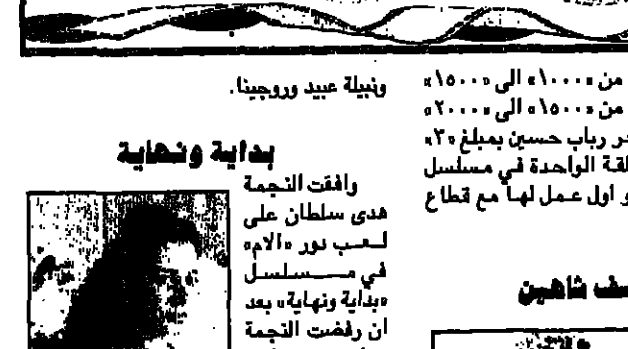 من «١٠٠٠» الى «١٥٠٠»
من «١٥٠٠» الى «٢٠٠٠»
رباب حسين بمبلغ «٣»
الواحدة في مسلسل
اول عمل لها مع قطاع
شاهين
ونبيلة عبيد وروجينا.
بداية ونهاية
وافقت النجمة
هدى سلطان على
لعب دور «الام»
في مسلسل
«بداية ونهاية» بعد
ان رفضت النجمة